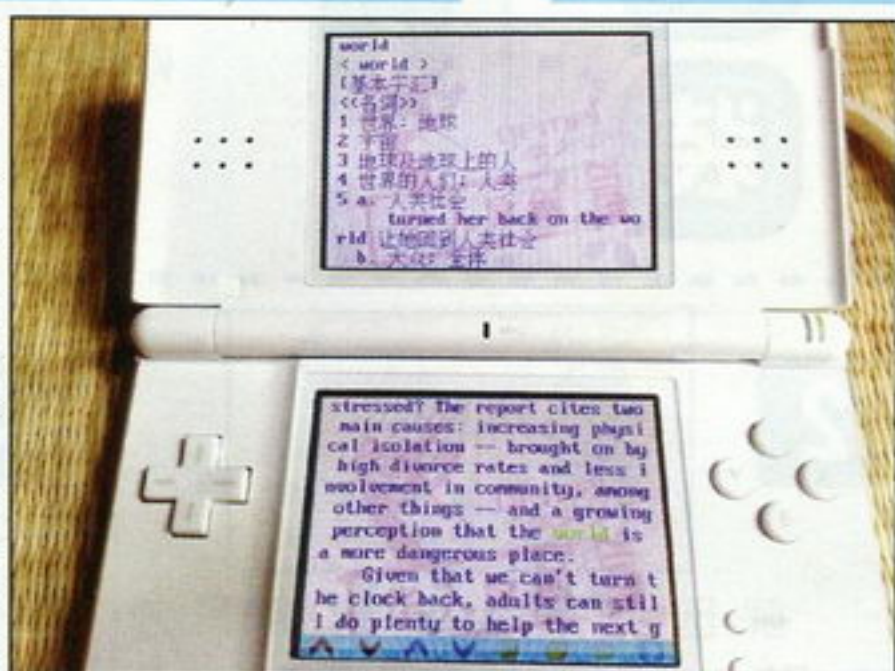 world
< world >
[基本字汇]
<<名词>>
1 世界: 地球
2 宇宙
3 地球及地球上的人
4 世界的人们; 人类
5 a. 人类社会
turned her back on the wo
rld 让她回到人类社会
b. 大众; 全体
stressed? The report cites two
main causes: increasing physi
cal isolation -- brought on by
high divorce rates and less i
nvolvement in community, among
other things -- and a growing
perception that the world is
a more dangerous place.
Given that we can't turn t
he clock back, adults can stil
l do plenty to help the next g